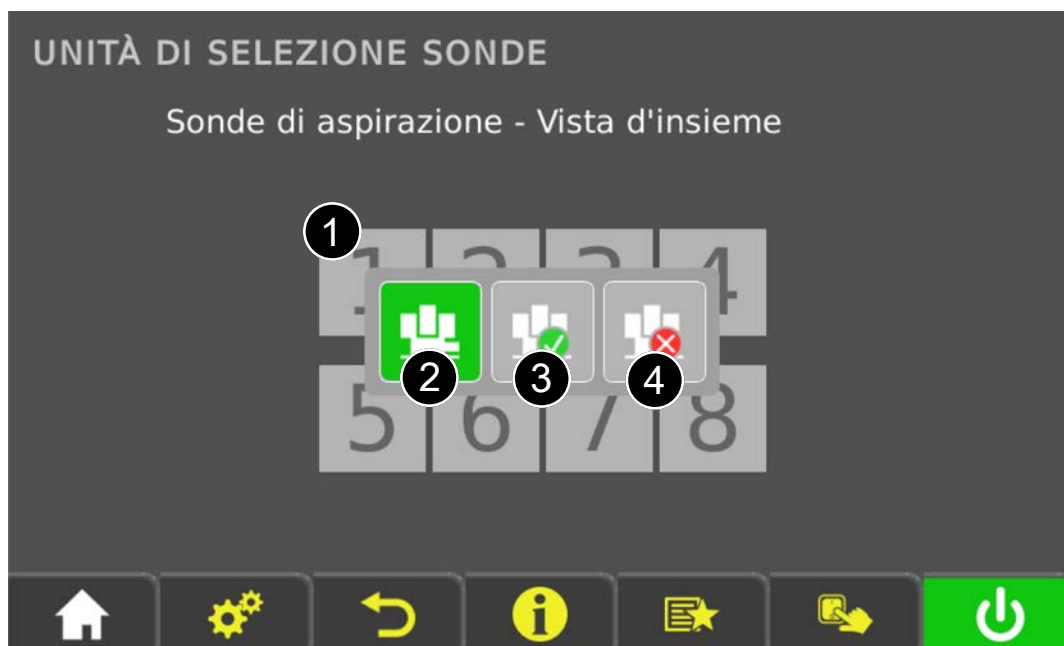 UNITÀ DI SELEZIONE SONDE
Sonde di aspirazione - Vista d'insieme
1
1 2 3 4
2 3 4
5 6 7 8